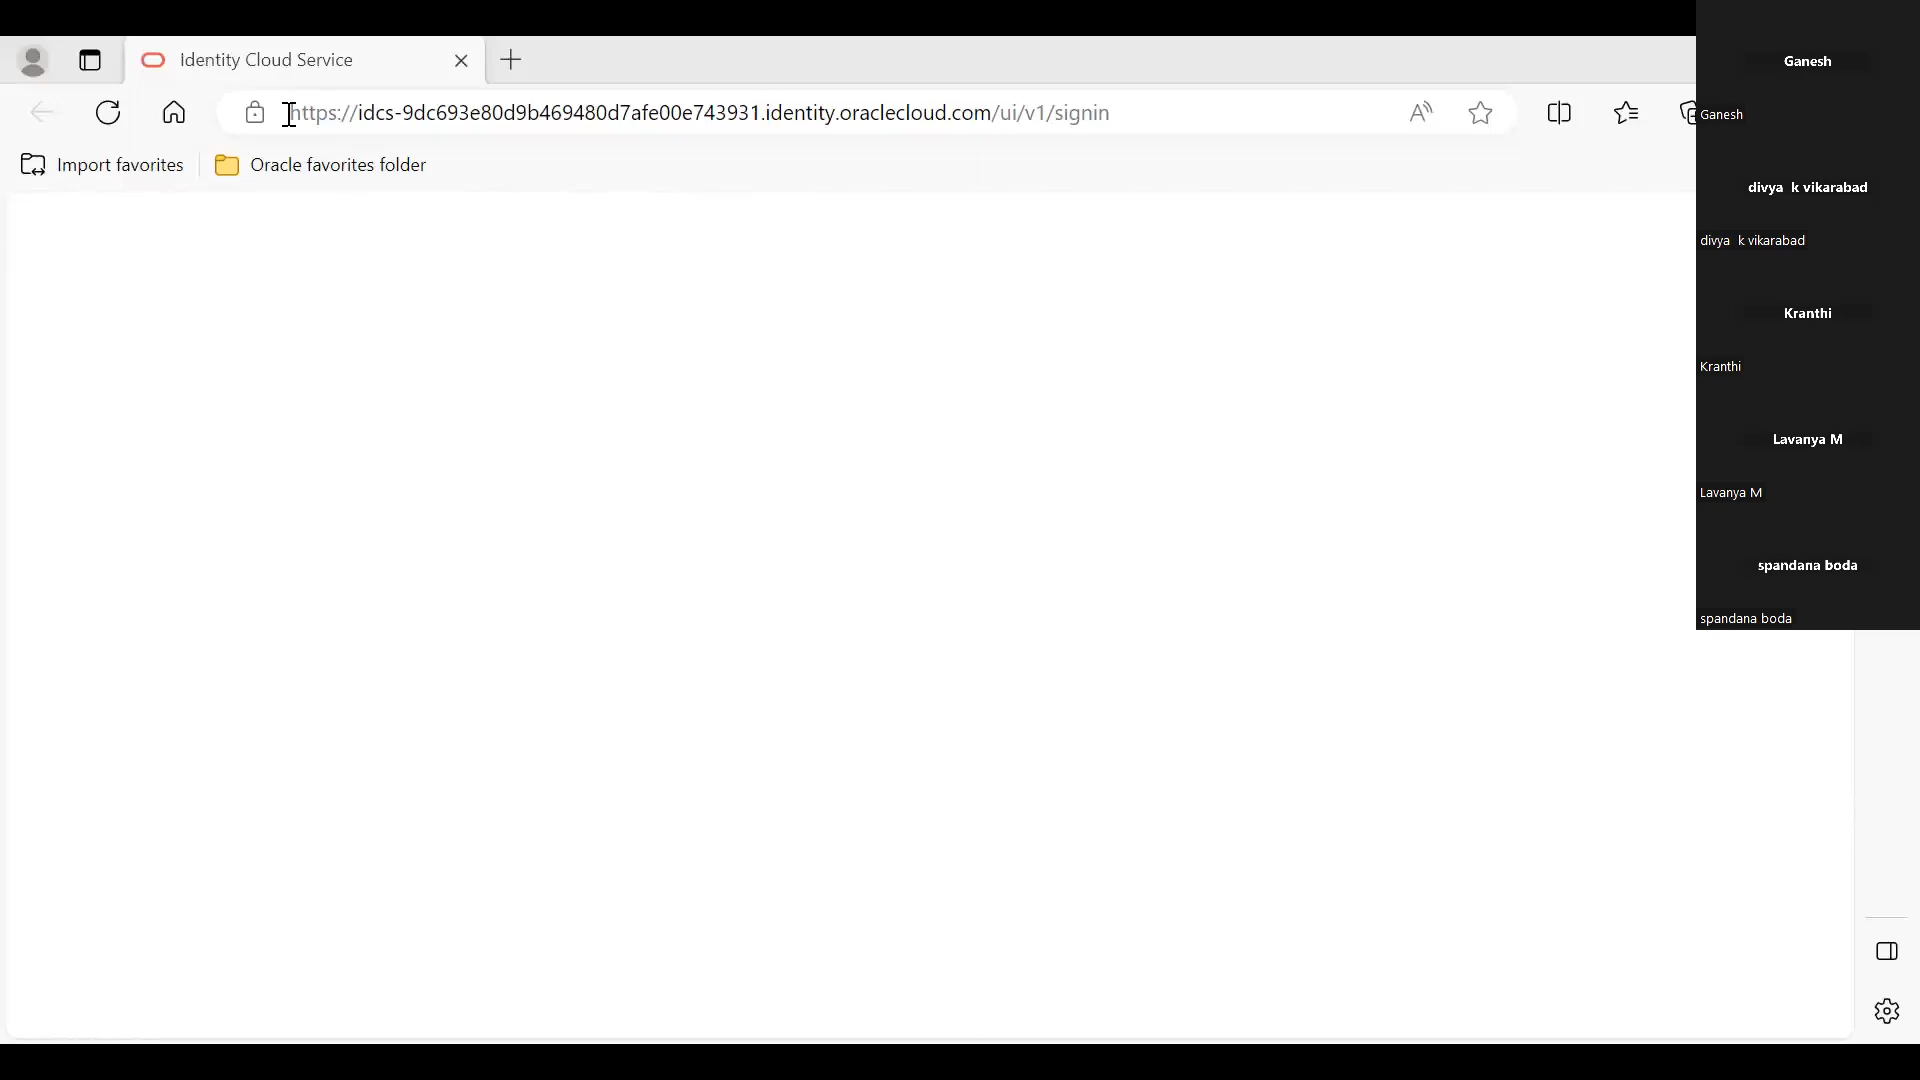 Identity Cloud Service
https://idcs-9dc693e80d9b469480d7afe00e743931.identity.oraclecloud.com/ui/v1/signin
Import favorites
Oracle favorites folder
Ganesh
Ganesh
divya k vikarabad
divya k vikarabad
Kranthi
Kranthi
Lavanya M
Lavanya M
spandana boda
spandana boda